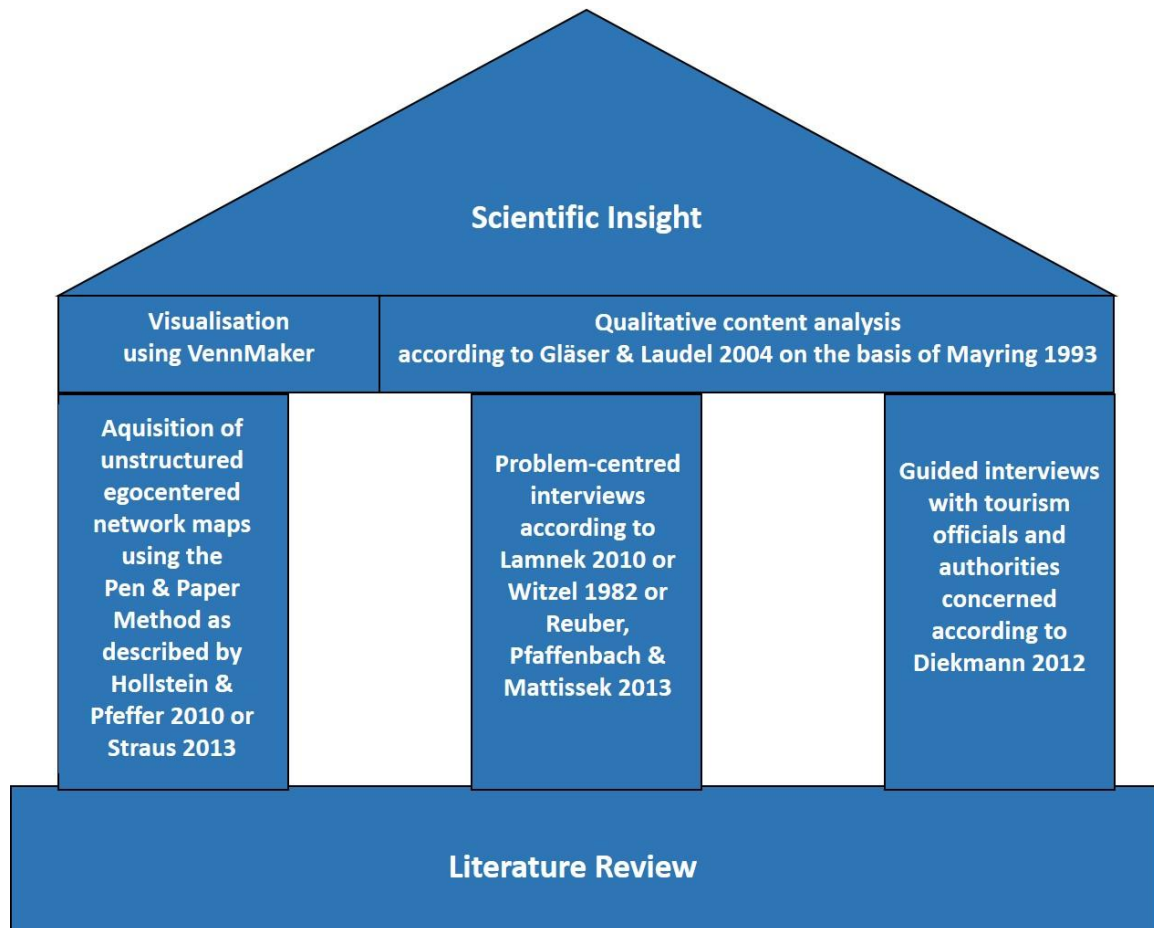 Scientific Insight
Visualisation
using VennMaker
Qualitative content analysis
according to Gläser & Laudel 2004 on the basis of Mayring 1993
Aquisition of
unstructured
egocentered
network maps
using the
Pen & Paper
Method as
described by
Hollstein &
Pfeffer 2010 or
Straus 2013
Problem-centred
interviews
according to
Lamnek 2010 or
Witzel 1982 or
Reuber,
Pfaffenbach &
Mattissek 2013
Guided interviews
with tourism
officials and
authorities
concerned
according to
Diekmann 2012
Literature Review